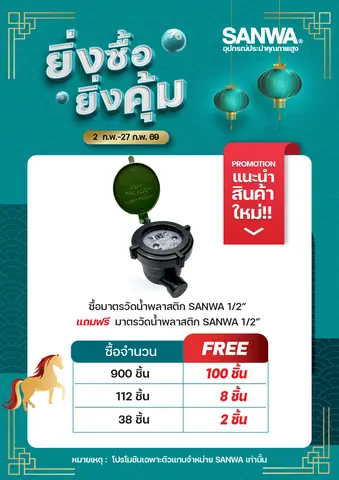 SANWA®
อุปกรณ์ประปาคุณภาพสูง
ยิ่งซื้อ
ยิ่งคุ้ม
2 ก.พ.-27 ก.พ. 69
PROMOTION
แนะนำ
สินค้า
ใหม่!!
ซื้อมาตรวัดน้ำพลาสติก SANWA 1/2”
แถมฟรี มาตรวัดน้ำพลาสติก SANWA 1/2”
ซื้อจำนวน FREE
900 ชิ้น 100 ชิ้น
112 ชิ้น 8 ชิ้น
38 ชิ้น 2 ชิ้น
หมายเหตุ : โปรโมชันเฉพาะตัวแทนจำหน่าย SANWA เท่านั้น